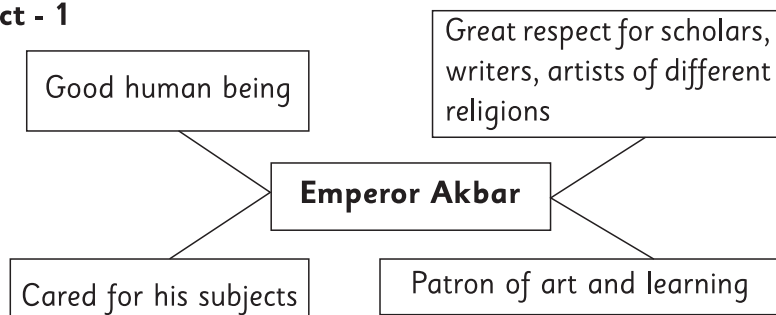 ct - 1
Good human being
Great respect for scholars,
writers, artists of different
religions
Emperor Akbar
Cared for his subjects
Patron of art and learning